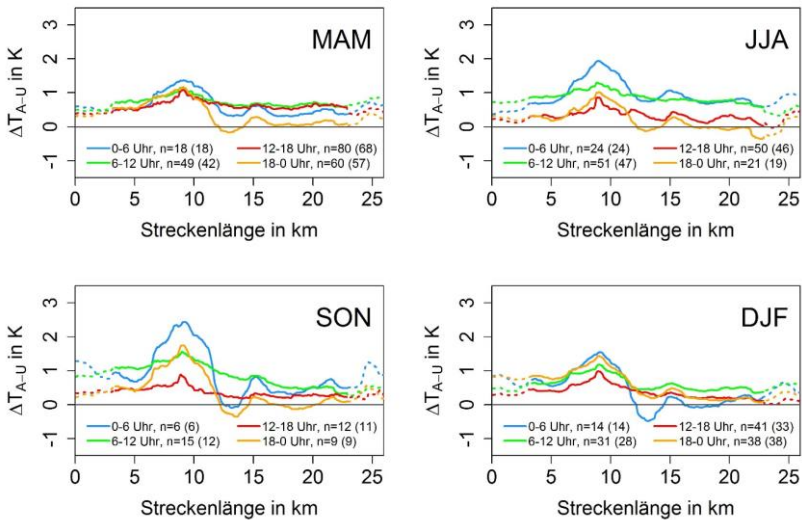 MAM
ΔT_A−U in K
3
2
1
0
-1
0-6 Uhr, n=18 (18) 12-18 Uhr, n=80 (68)
6-12 Uhr, n=49 (42) 18-0 Uhr, n=60 (57)
0 5 10 15 20 25
Streckenlänge in km
JJA
ΔT_A−U in K
3
2
1
0
-1
0-6 Uhr, n=24 (24) 12-18 Uhr, n=50 (46)
6-12 Uhr, n=51 (47) 18-0 Uhr, n=21 (19)
0 5 10 15 20 25
Streckenlänge in km
SON
ΔT_A−U in K
3
2
1
0
-1
0-6 Uhr, n=6 (6) 12-18 Uhr, n=12 (11)
6-12 Uhr, n=15 (12) 18-0 Uhr, n=9 (9)
0 5 10 15 20 25
Streckenlänge in km
DJF
ΔT_A−U in K
3
2
1
0
-1
0-6 Uhr, n=14 (14) 12-18 Uhr, n=41 (33)
6-12 Uhr, n=31 (28) 18-0 Uhr, n=38 (38)
0 5 10 15 20 25
Streckenlänge in km